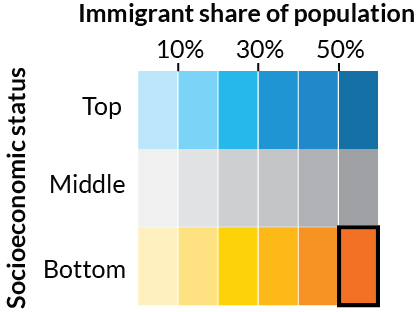 Immigrant share of population
10% 30% 50%
Socioeconomic status
Top
Middle
Bottom